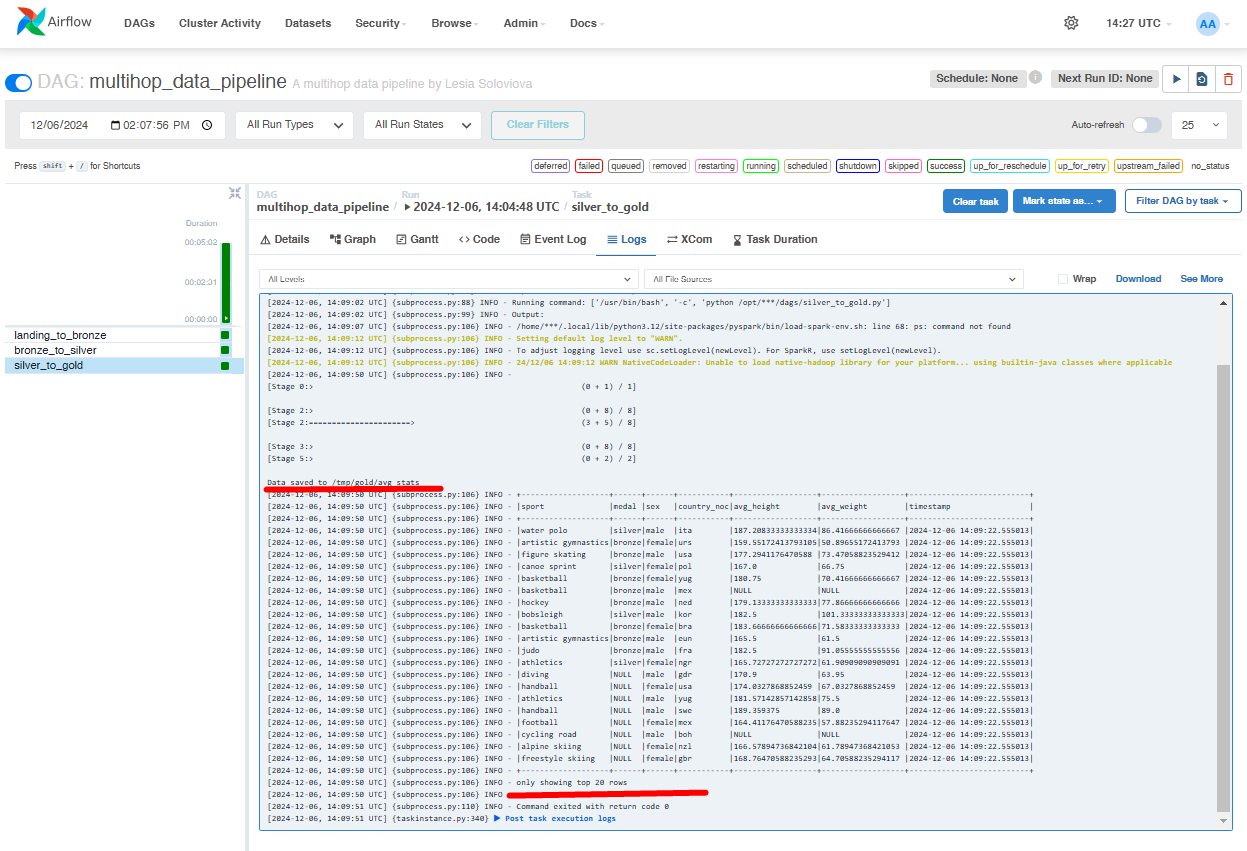 Airflow DAGs Cluster Activity Datasets Security Browse Admin Docs 14:27 UTC AA
DAG: multihop_data_pipeline A multihop data pipeline by Lesia Soloviova Schedule: None i Next Run ID: None
12/06/2024 02:07:56 PM All Run Types All Run States Clear Filters Auto-refresh 25
Press shift + / for Shortcuts deferred failed queued removed restarting running scheduled shutdown skipped success up_for_reschedule up_for_retry upstream_failed no_status
DAG Run Task
multihop_data_pipeline / 2024-12-06, 14:04:48 UTC / silver_to_gold Clear task Mark state as... Filter DAG by task
Duration
00:05:02
00:02:31
00:00:00
landing_to_bronze
bronze_to_silver
silver_to_gold
Details Graph Gantt <> Code Event Log Logs XCom Task Duration
All Levels All File Sources Wrap Download See More
[2024-12-06, 14:09:02 UTC] {subprocess.py:88} INFO - Running command: ['/usr/bin/bash', '-c', 'python /opt/***/dags/silver_to_gold.py']
[2024-12-06, 14:09:02 UTC] {subprocess.py:99} INFO - Output:
[2024-12-06, 14:09:07 UTC] {subprocess.py:106} INFO - /home/***/.local/lib/python3.12/site-packages/pyspark/bin/load-spark-env.sh: line 68: ps: command not found
[2024-12-06, 14:09:12 UTC] {subprocess.py:106} INFO - Setting default log level to "WARN".
[2024-12-06, 14:09:12 UTC] {subprocess.py:106} INFO - To adjust logging level use sc.setLogLevel(newLevel). For SparkR, use setLogLevel(newLevel).
[2024-12-06, 14:09:12 UTC] {subprocess.py:106} INFO - 24/12/06 14:09:12 WARN NativeCodeLoader: Unable to load native-hadoop library for your platform... using builtin-java classes where applicable
[2024-12-06, 14:09:50 UTC] {subprocess.py:106} INFO -
[Stage 0:> (0 + 1) / 1]
[Stage 2:> (0 + 8) / 8]
[Stage 2:======================> (3 + 5) / 8]
[Stage 3:> (0 + 8) / 8]
[Stage 5:> (0 + 2) / 2]
Data saved to /tmp/gold/avg_stats
[2024-12-06, 14:09:50 UTC] {subprocess.py:106} INFO - +-------------------+------+------+-----------+------------------+------------------+--------------------------+
[2024-12-06, 14:09:50 UTC] {subprocess.py:106} INFO - |sport |medal |sex |country_noc|avg_height |avg_weight |timestamp |
[2024-12-06, 14:09:50 UTC] {subprocess.py:106} INFO - +-------------------+------+------+-----------+------------------+------------------+--------------------------+
[2024-12-06, 14:09:50 UTC] {subprocess.py:106} INFO - |water polo |silver|male |ita |187.20833333333334|86.41666666666667 |2024-12-06 14:09:22.555013|
[2024-12-06, 14:09:50 UTC] {subprocess.py:106} INFO - |artistic gymnastics|bronze|female|urs |159.55172413793105|50.89655172413793 |2024-12-06 14:09:22.555013|
[2024-12-06, 14:09:50 UTC] {subprocess.py:106} INFO - |figure skating |bronze|male |usa |177.2941176470588 |73.47058823529412 |2024-12-06 14:09:22.555013|
[2024-12-06, 14:09:50 UTC] {subprocess.py:106} INFO - |canoe sprint |silver|female|pol |167.0 |66.75 |2024-12-06 14:09:22.555013|
[2024-12-06, 14:09:50 UTC] {subprocess.py:106} INFO - |basketball |bronze|female|yug |180.75 |70.41666666666667 |2024-12-06 14:09:22.555013|
[2024-12-06, 14:09:50 UTC] {subprocess.py:106} INFO - |basketball |bronze|male |mex |NULL |NULL |2024-12-06 14:09:22.555013|
[2024-12-06, 14:09:50 UTC] {subprocess.py:106} INFO - |hockey |bronze|male |ned |179.13333333333333|77.86666666666666 |2024-12-06 14:09:22.555013|
[2024-12-06, 14:09:50 UTC] {subprocess.py:106} INFO - |bobsleigh |silver|male |kor |182.5 |101.33333333333333|2024-12-06 14:09:22.555013|
[2024-12-06, 14:09:50 UTC] {subprocess.py:106} INFO - |basketball |bronze|female|bra |183.66666666666666|71.58333333333333 |2024-12-06 14:09:22.555013|
[2024-12-06, 14:09:50 UTC] {subprocess.py:106} INFO - |artistic gymnastics|bronze|male |eun |165.5 |61.5 |2024-12-06 14:09:22.555013|
[2024-12-06, 14:09:50 UTC] {subprocess.py:106} INFO - |judo |bronze|male |fra |182.5 |91.05555555555556 |2024-12-06 14:09:22.555013|
[2024-12-06, 14:09:50 UTC] {subprocess.py:106} INFO - |athletics |silver|female|ngr |165.72727272727272|61.90909090909091 |2024-12-06 14:09:22.555013|
[2024-12-06, 14:09:50 UTC] {subprocess.py:106} INFO - |diving |NULL |male |gdr |170.9 |63.95 |2024-12-06 14:09:22.555013|
[2024-12-06, 14:09:50 UTC] {subprocess.py:106} INFO - |handball |NULL |female|usa |174.0327868852459 |67.0327868852459 |2024-12-06 14:09:22.555013|
[2024-12-06, 14:09:50 UTC] {subprocess.py:106} INFO - |athletics |NULL |male |yug |181.57142857142858|75.5 |2024-12-06 14:09:22.555013|
[2024-12-06, 14:09:50 UTC] {subprocess.py:106} INFO - |handball |NULL |male |swe |189.359375 |89.0 |2024-12-06 14:09:22.555013|
[2024-12-06, 14:09:50 UTC] {subprocess.py:106} INFO - |football |NULL |female|mex |164.41176470588235|57.88235294117647 |2024-12-06 14:09:22.555013|
[2024-12-06, 14:09:50 UTC] {subprocess.py:106} INFO - |cycling road |NULL |male |boh |NULL |NULL |2024-12-06 14:09:22.555013|
[2024-12-06, 14:09:50 UTC] {subprocess.py:106} INFO - |alpine skiing |NULL |female|nzl |166.57894736842104|61.78947368421053 |2024-12-06 14:09:22.555013|
[2024-12-06, 14:09:50 UTC] {subprocess.py:106} INFO - |freestyle skiing |NULL |female|gbr |168.76470588235293|64.70588235294117 |2024-12-06 14:09:22.555013|
[2024-12-06, 14:09:50 UTC] {subprocess.py:106} INFO - +-------------------+------+------+-----------+------------------+------------------+--------------------------+
[2024-12-06, 14:09:50 UTC] {subprocess.py:106} INFO - only showing top 20 rows
[2024-12-06, 14:09:50 UTC] {subprocess.py:106} INFO
[2024-12-06, 14:09:51 UTC] {subprocess.py:110} INFO - Command exited with return code 0
[2024-12-06, 14:09:51 UTC] {taskinstance.py:340} ▶ Post task execution logs